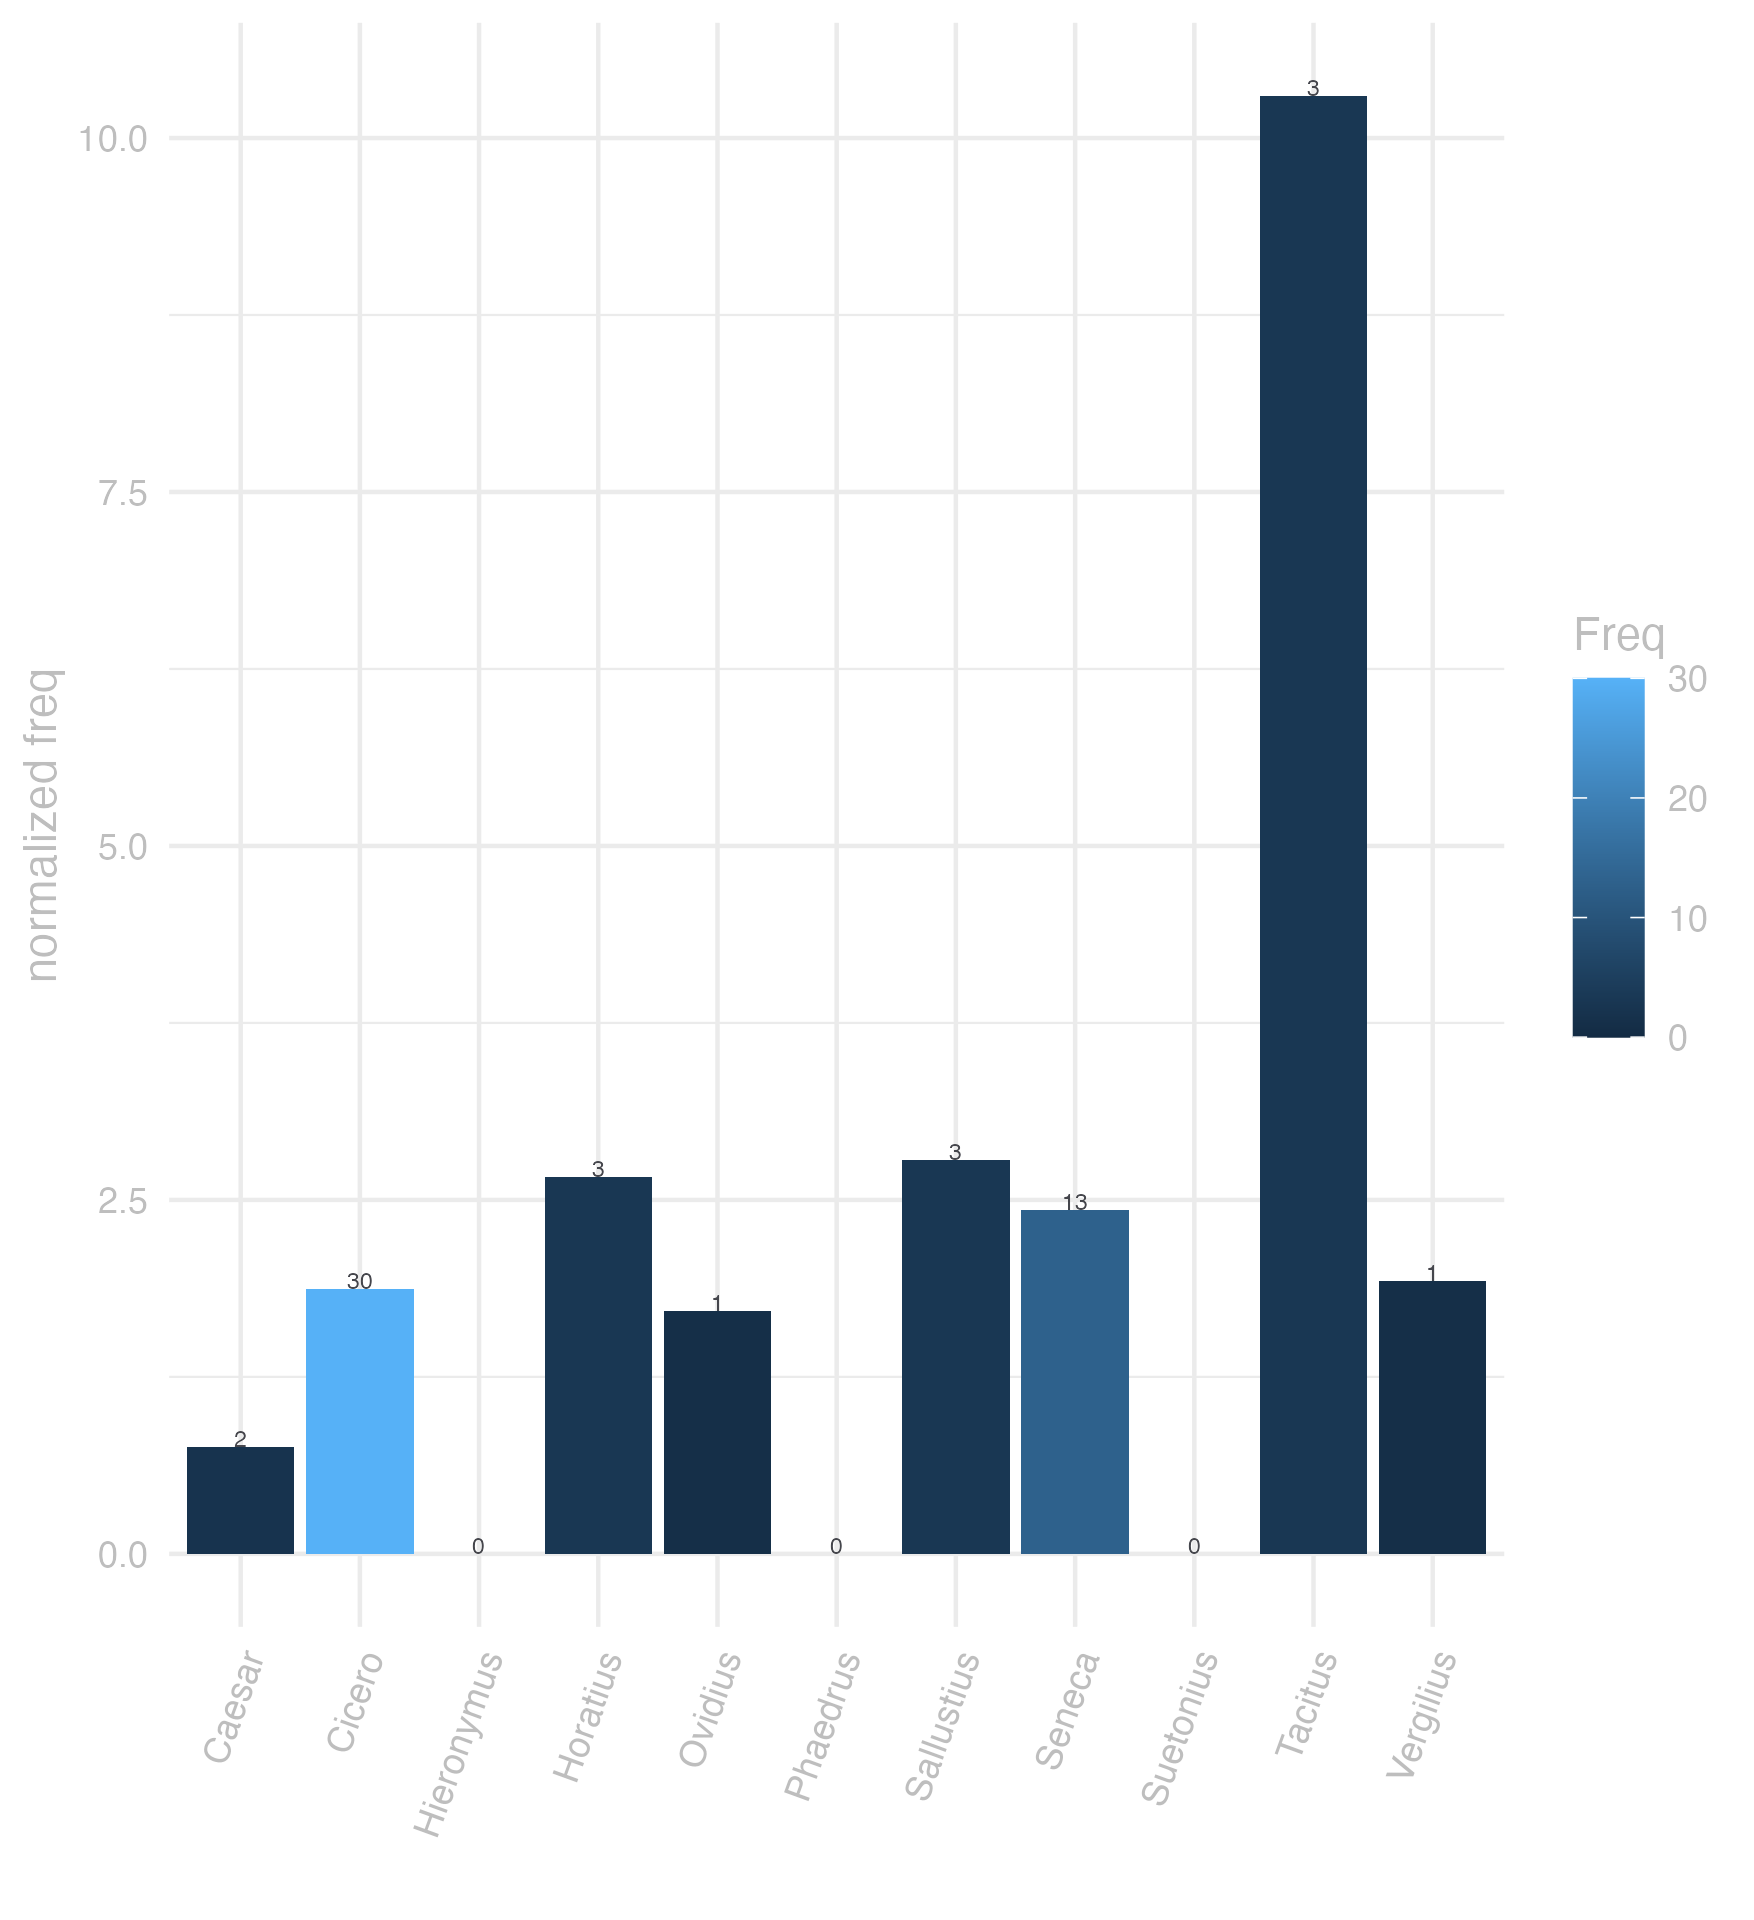 normalized freq
10.0
7.5
5.0
2.5
0.0
2
30
0
3
1
0
3
13
0
3
1
Caesar
Cicero
Hieronymus
Horatius
Ovidius
Phaedrus
Sallustius
Seneca
Suetonius
Tacitus
Vergilius
Freq
30
20
10
0